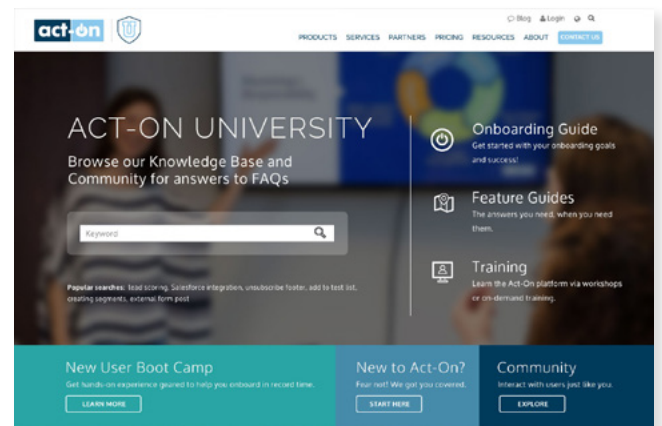 act-on
Blog Login
PRODUCTS SERVICES PARTNERS PRICING RESOURCES ABOUT CONTACT US
ACT-ON UNIVERSITY
Browse our Knowledge Base and
Community for answers to FAQs
Keyword
Popular searches: lead scoring, Salesforce integration, unsubscribe footer, add to test list,
creating segments, external form post
Onboarding Guide
Get started with your onboarding goals
and success!
Feature Guides
The answers you need, when you need
them.
Training
Learn the Act-On platform via workshops
or on-demand training.
New User Boot Camp
Get hands-on experience geared to help you onboard in record time.
LEARN MORE
New to Act-On?
Fear not! We got you covered.
START HERE
Community
Interact with users just like you.
EXPLORE